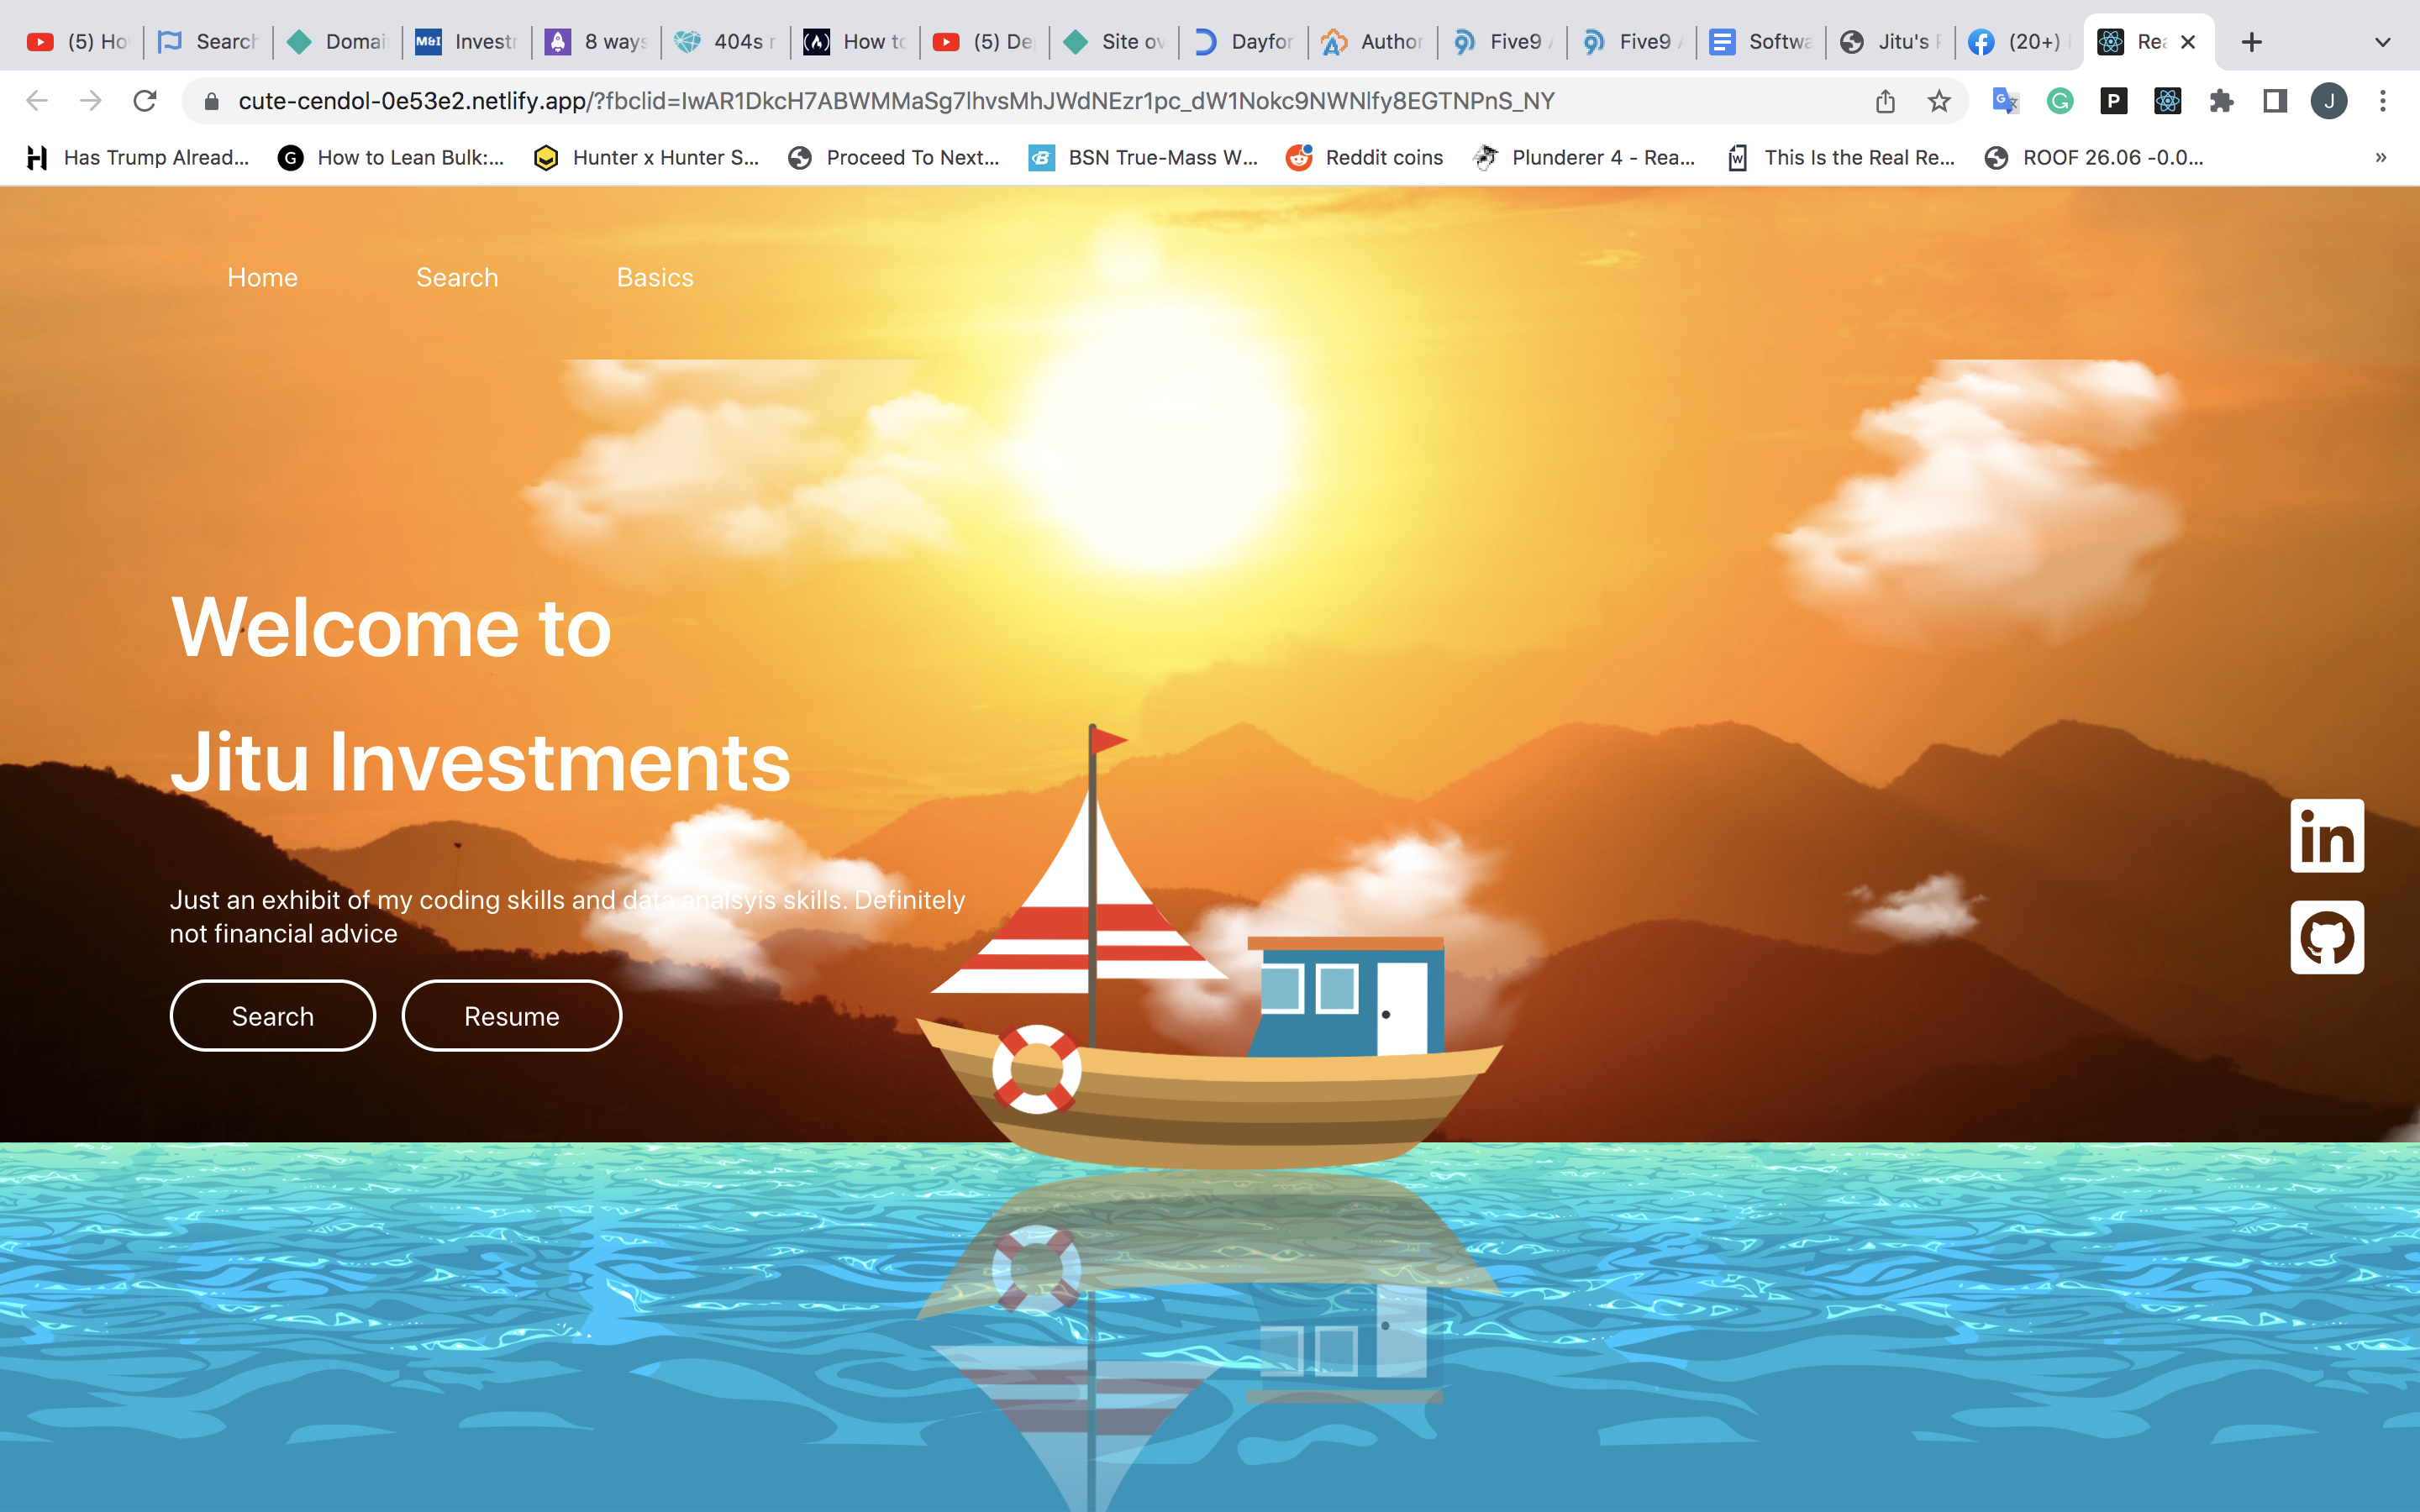 (5) Ho
Search
Domai
M&I Investr
8 ways
404s r
How to
(5) De
Site ov
Dayfor
Author
Five9 /
Five9 /
Softwa
Jitu's
(20+)
Rea
cute-cendol-0e53e2.netlify.app/?fbclid=IwAR1DkcH7ABWMMaSg7lhvsMhJWdNEzr1pc_dW1Nokc9NWNlfy8EGTNPnS_NY
G
P
J
Has Trump Alread...
G How to Lean Bulk:...
Hunter x Hunter S...
Proceed To Next...
BSN True-Mass W...
Reddit coins
Plunderer 4 - Rea...
This Is the Real Re...
ROOF 26.06 -0.0...
»
Home Search Basics
Welcome to
Jitu Investments
Just an exhibit of my coding skills and data analsyis skills. Definitely
not financial advice
Search Resume
in